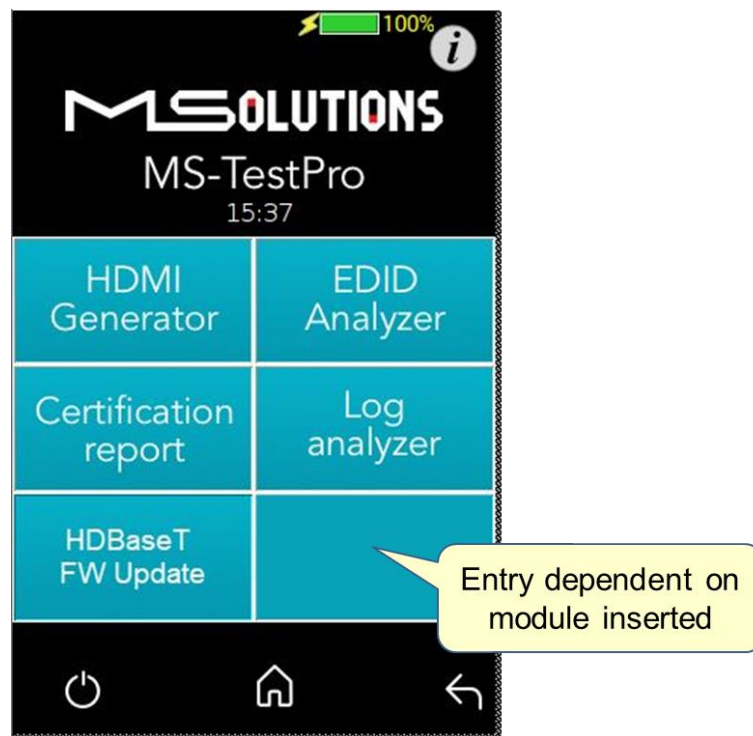 100%
i
MSOLUTIONS
MS-TestPro
15:37
HDMI
Generator
EDID
Analyzer
Certification
report
Log
analyzer
HDBaseT
FW Update
Entry dependent on
module inserted